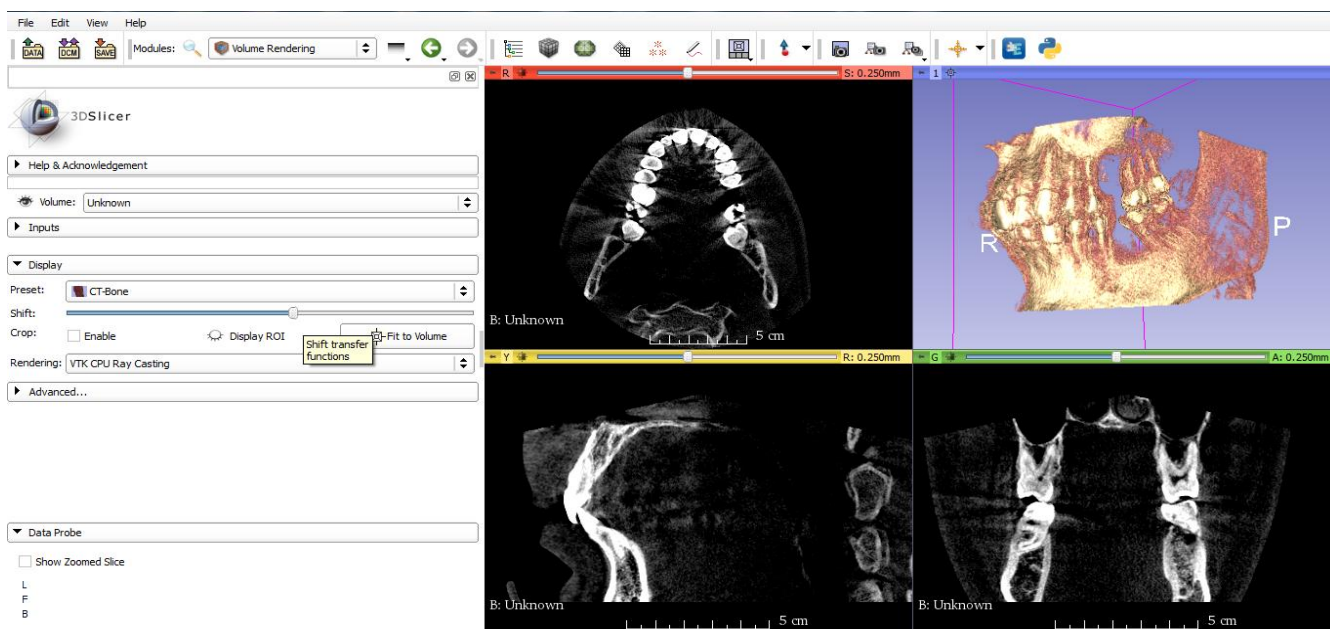 File Edit View Help
DATA DCM SAVE Modules: Volume Rendering
3DSlicer
Help & Acknowledgement
Volume: Unknown
Inputs
Display
Preset: CT-Bone
Shift:
Crop: Enable Display ROI Fit to Volume
Shift transfer
functions
Rendering: VTK CPU Ray Casting
Advanced...
Data Probe
Show Zoomed Slice
L
F
B
R S: 0.250mm
B: Unknown
5 cm
1
R
P
Y R: 0.250mm
B: Unknown
5 cm
G A: 0.250mm
B: Unknown
5 cm